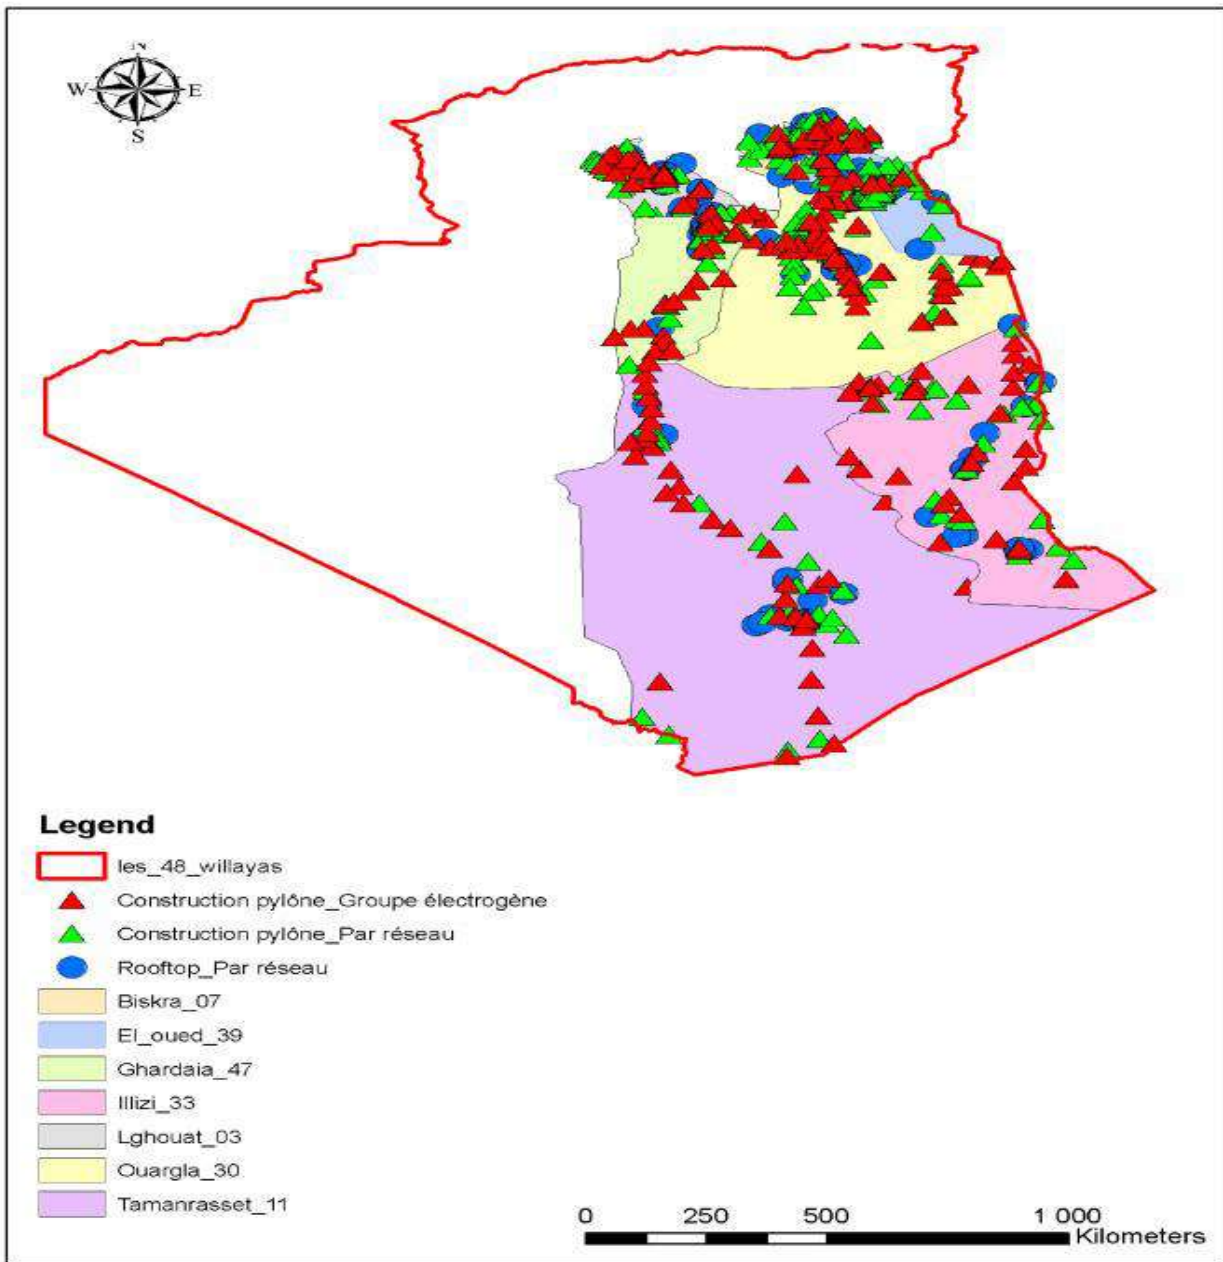 N
W E
S
Legend
les_48_willayas
Construction pylône_Groupe électrogène
Construction pylône_Par réseau
Rooftop_Par réseau
Biskra_07
El_oued_39
Ghardaia_47
Illizi_33
Lghouat_03
Ouargla_30
Tamanrasset_11
0 250 500 1 000
Kilometers